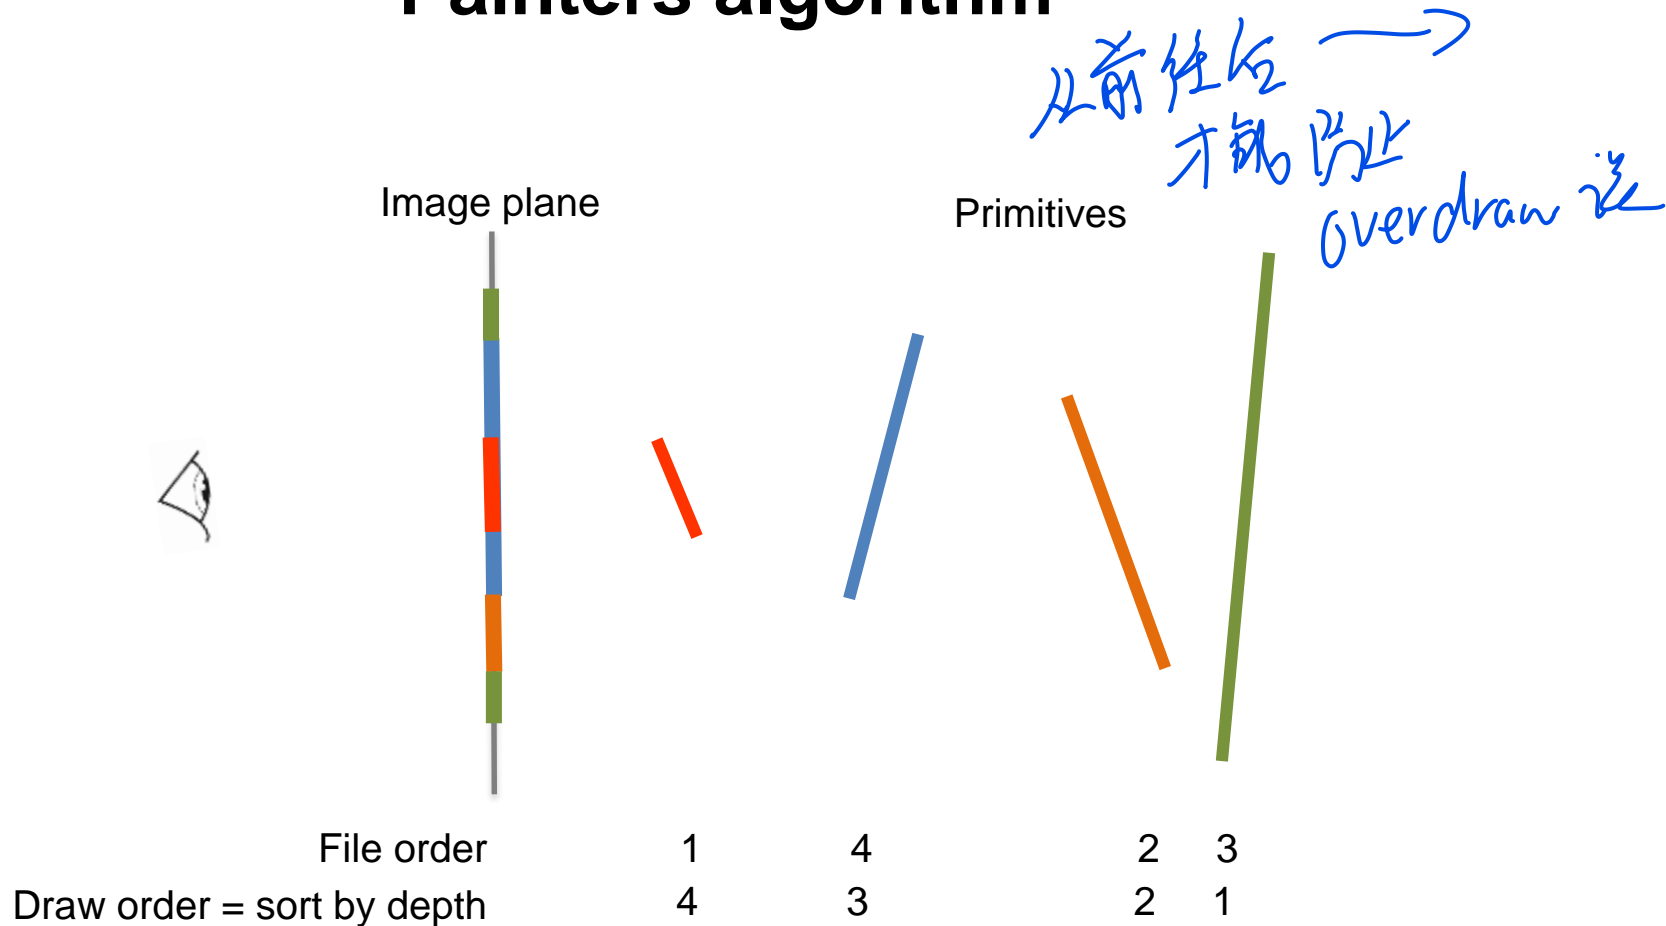 Painters algorithm
从前往后
才能防止
overdraw
Image plane
Primitives
File order 1 4 2 3
Draw order = sort by depth 4 3 2 1